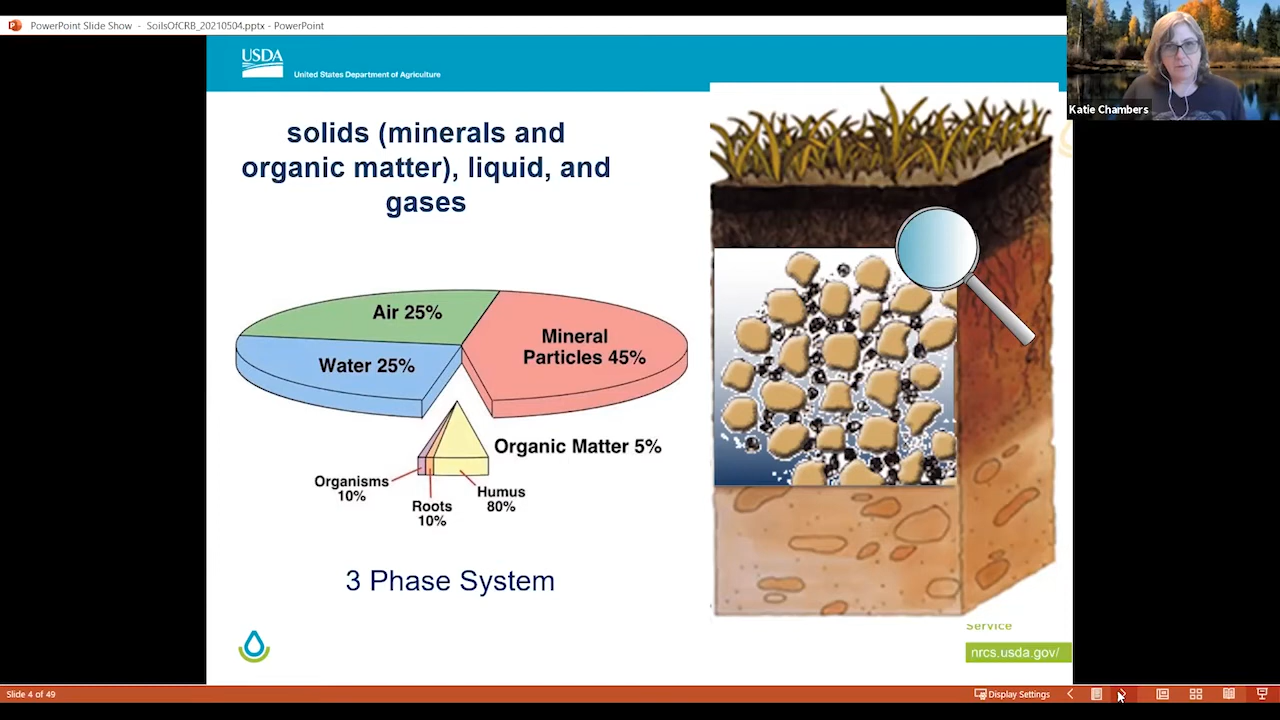 PowerPoint Slide Show - SoilsOfCRB_20210504.pptx - PowerPoint
Katie Chambers
USDA
United States Department of Agriculture
solids (minerals and
organic matter), liquid, and
gases
Air 25%
Mineral
Particles 45%
Water 25%
Organic Matter 5%
Organisms
10%
Roots
10%
Humus
80%
3 Phase System
Service
nrcs.usda.gov/
Slide 4 of 49
Display Settings